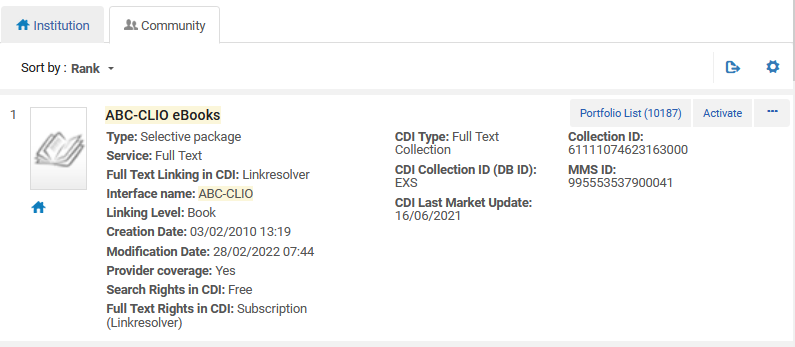 Institution
Community
Sort by : Rank
1
ABC-CLIO eBooks
Portfolio List (10187)
Activate
Type: Selective package
Service: Full Text
Full Text Linking in CDI: Linkresolver
Interface name: ABC-CLIO
Linking Level: Book
Creation Date: 03/02/2010 13:19
Modification Date: 28/02/2022 07:44
Provider coverage: Yes
Search Rights in CDI: Free
Full Text Rights in CDI: Subscription
(Linkresolver)
CDI Type: Full Text
Collection
CDI Collection ID (DB ID):
EXS
CDI Last Market Update:
16/06/2021
Collection ID:
61111074623163000
MMS ID:
995553537900041